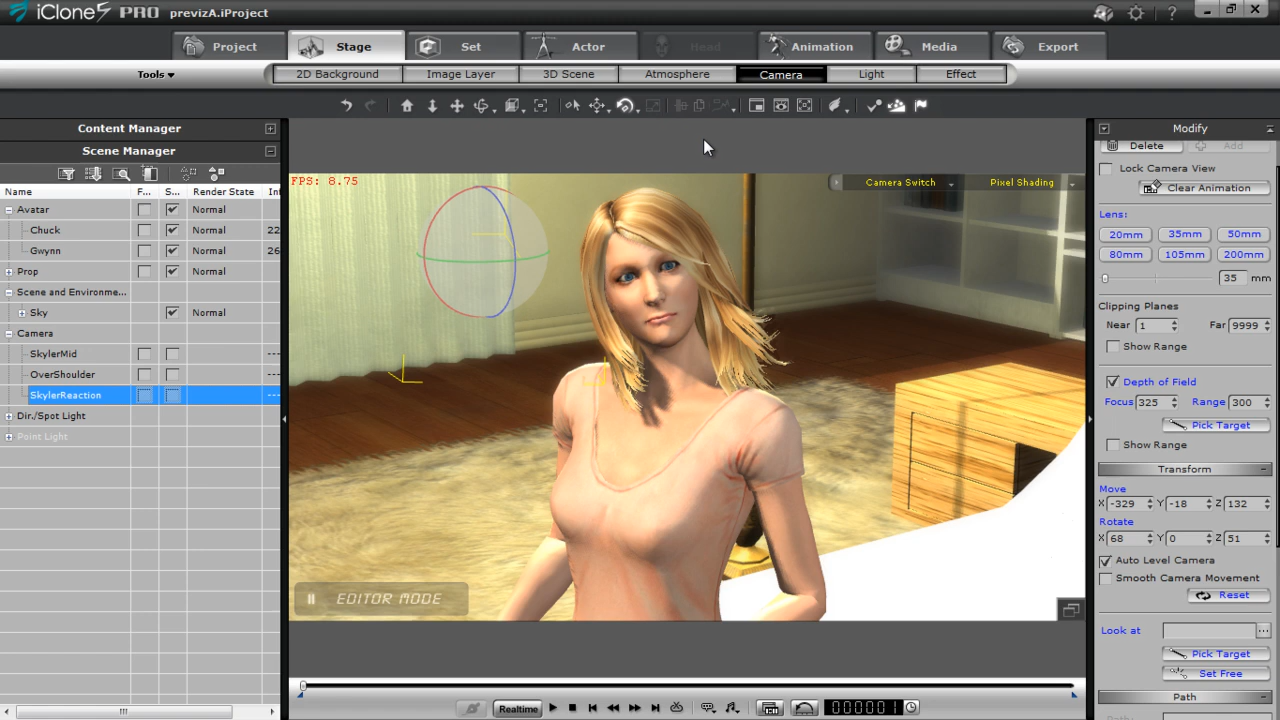 iClone5 PRO previzA.iProject
Project Stage Set Actor Head Animation Media Export
Tools 2D Background Image Layer 3D Scene Atmosphere Camera Light Effect
Content Manager
Scene Manager
Name F... S... Render State Inf
Avatar Normal
Chuck Normal 22
Gwynn Normal 26
Prop Normal
Scene and Environme...
Sky Normal
Camera
SkylerMid ---
OverShoulder ---
SkylerReaction ---
Dir./Spot Light
Point Light
FPS: 8.75
Camera Switch Pixel Shading
EDITOR MODE
Realtime 0000001
Modify
Delete Add
Lock Camera View
Clear Animation
Lens:
20mm 35mm 50mm
80mm 105mm 200mm
35 mm
Clipping Planes
Near 1 Far 9999
Show Range
Depth of Field
Focus 325 Range 300
Pick Target
Show Range
Transform
Move
X -329 Y -18 Z 132
Rotate
X 68 Y 0 Z 51
Auto Level Camera
Smooth Camera Movement
Reset
Look at ...
Pick Target
Set Free
Path